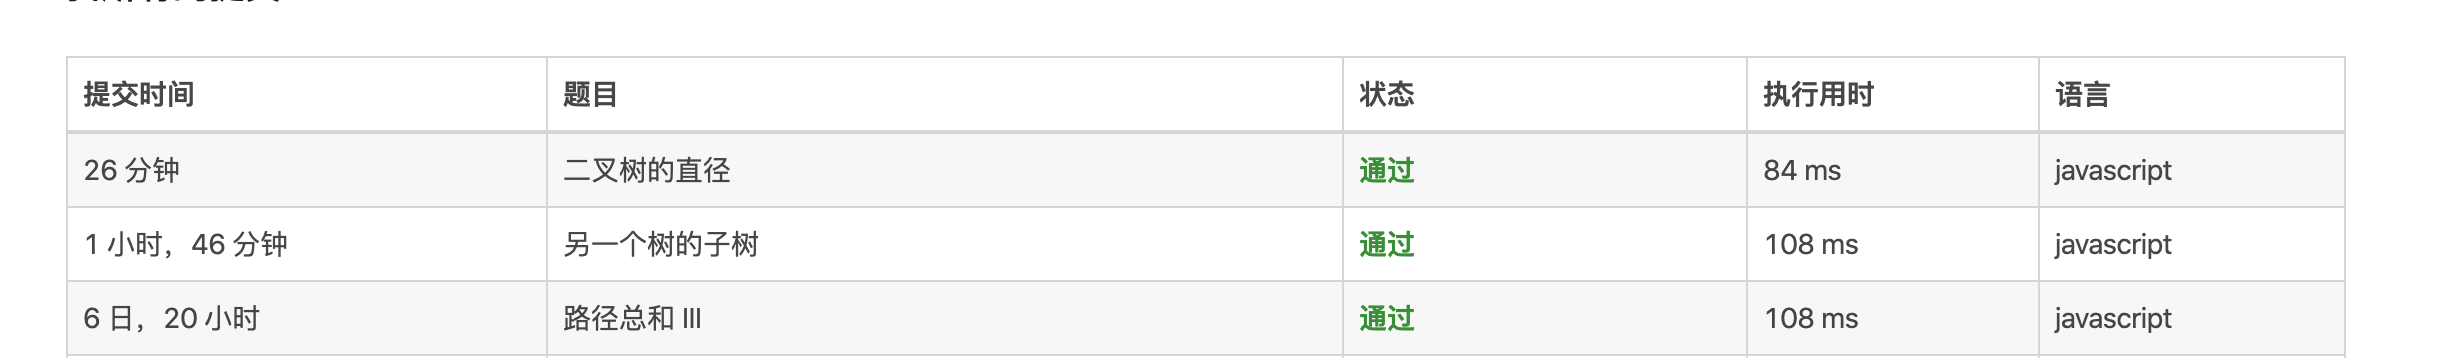 提交时间 题目 状态 执行用时 语言
26 分钟 二叉树的直径 通过 84 ms javascript
1 小时，46 分钟 另一个树的子树 通过 108 ms javascript
6 日，20 小时 路径总和 III 通过 108 ms javascript